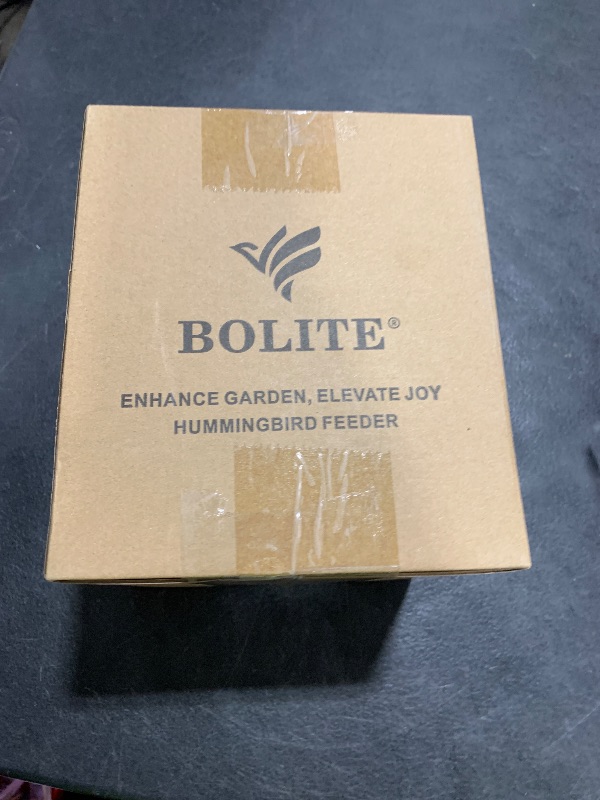 BOLITE®
ENHANCE GARDEN, ELEVATE JOY
HUMMINGBIRD FEEDER